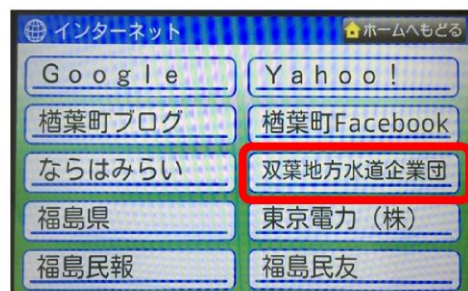 インターネット
ホームへもどる
Google
Yahoo!
楢葉町ブログ
楢葉町Facebook
ならはみらい
双葉地方水道企業団
福島県
東京電力（株）
福島民報
福島民友